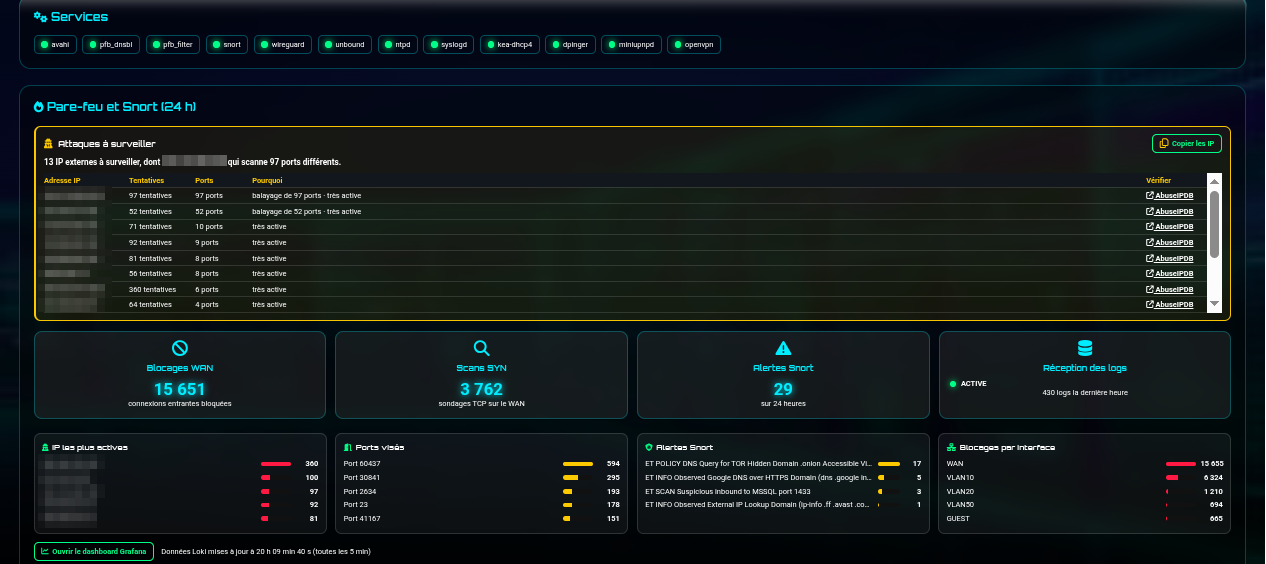 Services
avahi pfb_dnsbl pfb_filter snort wireguard unbound ntpd syslogd kea-dhcp4 dpinger miniupnpd openvpn
Pare-feu et Snort (24 h)
Attaques à surveiller
Copier les IP
13 IP externes à surveiller, dont qui scanne 97 ports différents.
Adresse IP Tentatives Ports Pourquoi Vérifier
97 tentatives 97 ports balayage de 97 ports · très active AbuseIPDB
52 tentatives 52 ports balayage de 52 ports · très active AbuseIPDB
71 tentatives 10 ports très active AbuseIPDB
92 tentatives 9 ports très active AbuseIPDB
81 tentatives 8 ports très active AbuseIPDB
56 tentatives 8 ports très active AbuseIPDB
360 tentatives 6 ports très active AbuseIPDB
64 tentatives 4 ports très active AbuseIPDB
Blocages WAN
15 651
connexions entrantes bloquées
Scans SYN
3 762
sondages TCP sur le WAN
Alertes Snort
29
sur 24 heures
Réception des logs
ACTIVE
430 logs la dernière heure
IP les plus actives
360
100
97
92
81
Ports visés
Port 60437 594
Port 30841 295
Port 2634 193
Port 23 178
Port 41167 151
Alertes Snort
ET POLICY DNS Query for TOR Hidden Domain .onion Accessible Vi... 17
ET INFO Observed Google DNS over HTTPS Domain (dns .google in... 5
ET SCAN Suspicious inbound to MSSQL port 1433 3
ET INFO Observed External IP Lookup Domain (ip-info .ff .avast .co... 1
Blocages par interface
WAN 15 655
VLAN10 6 324
VLAN20 1 210
VLAN50 694
GUEST 665
Ouvrir le dashboard Grafana
Données Loki mises à jour à 20 h 09 min 40 s (toutes les 5 min)